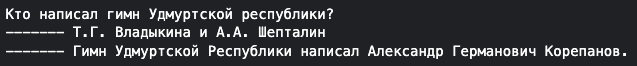 Кто написал гимн Удмуртской республики?
------- Т.Г. Владыкина и А.А. Шепталин
------- Гимн Удмуртской Республики написал Александр Германович Корепанов.